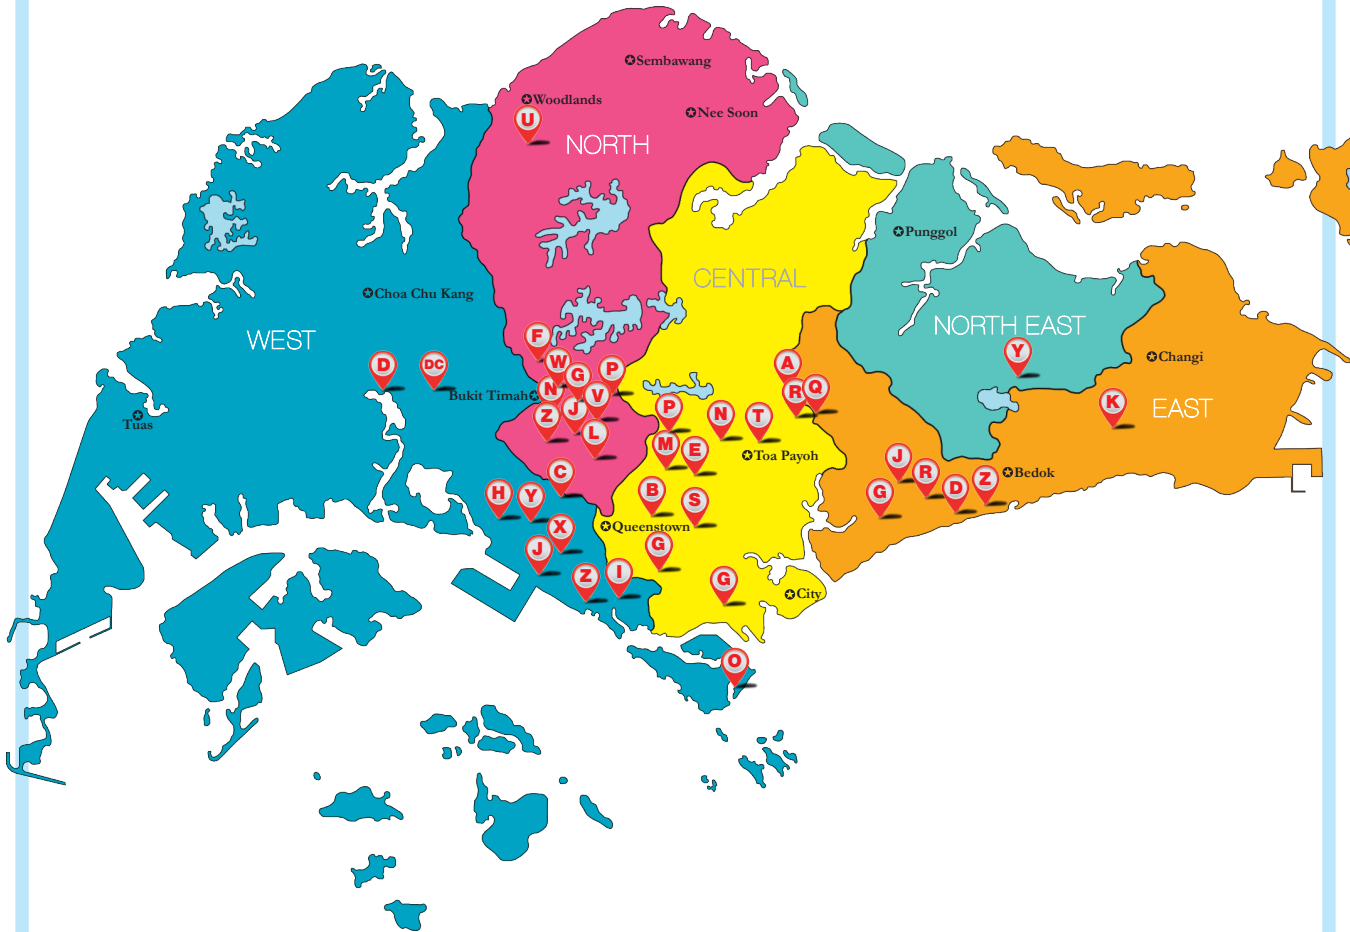 Sembawang
Woodlands
Nee Soon
U
NORTH
Punggol
CENTRAL
Choa Chu Kang
NORTH EAST
WEST
F
Y
Changi
D
DC
W
G
P
A
Bukit Timah
N
V
R
Q
K
EAST
Tuas
Z
J
L
P
N
T
M
E
Toa Payoh
J
R
Bedok
C
G
D
Z
H
Y
B
S
X
Queenstown
J
G
Z
I
G
City
O